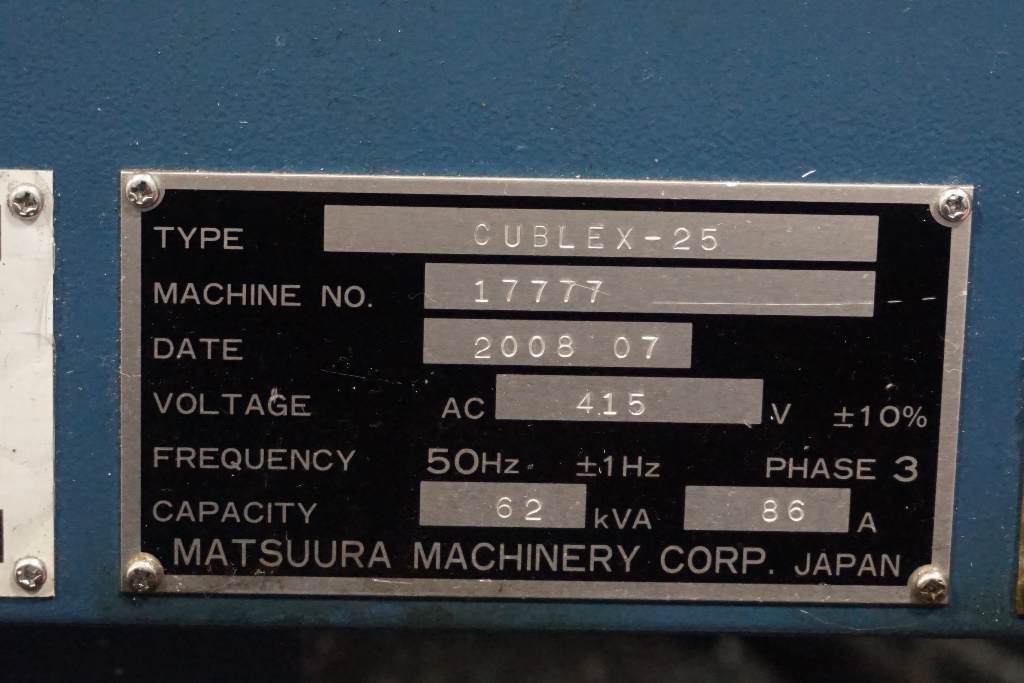 TYPE CUBLEX-25
MACHINE NO. 17777
DATE 2008 07
VOLTAGE AC 415 V ±10%
FREQUENCY 50Hz ±1Hz PHASE 3
CAPACITY 62 kVA 86 A
MATSUURA MACHINERY CORP. JAPAN